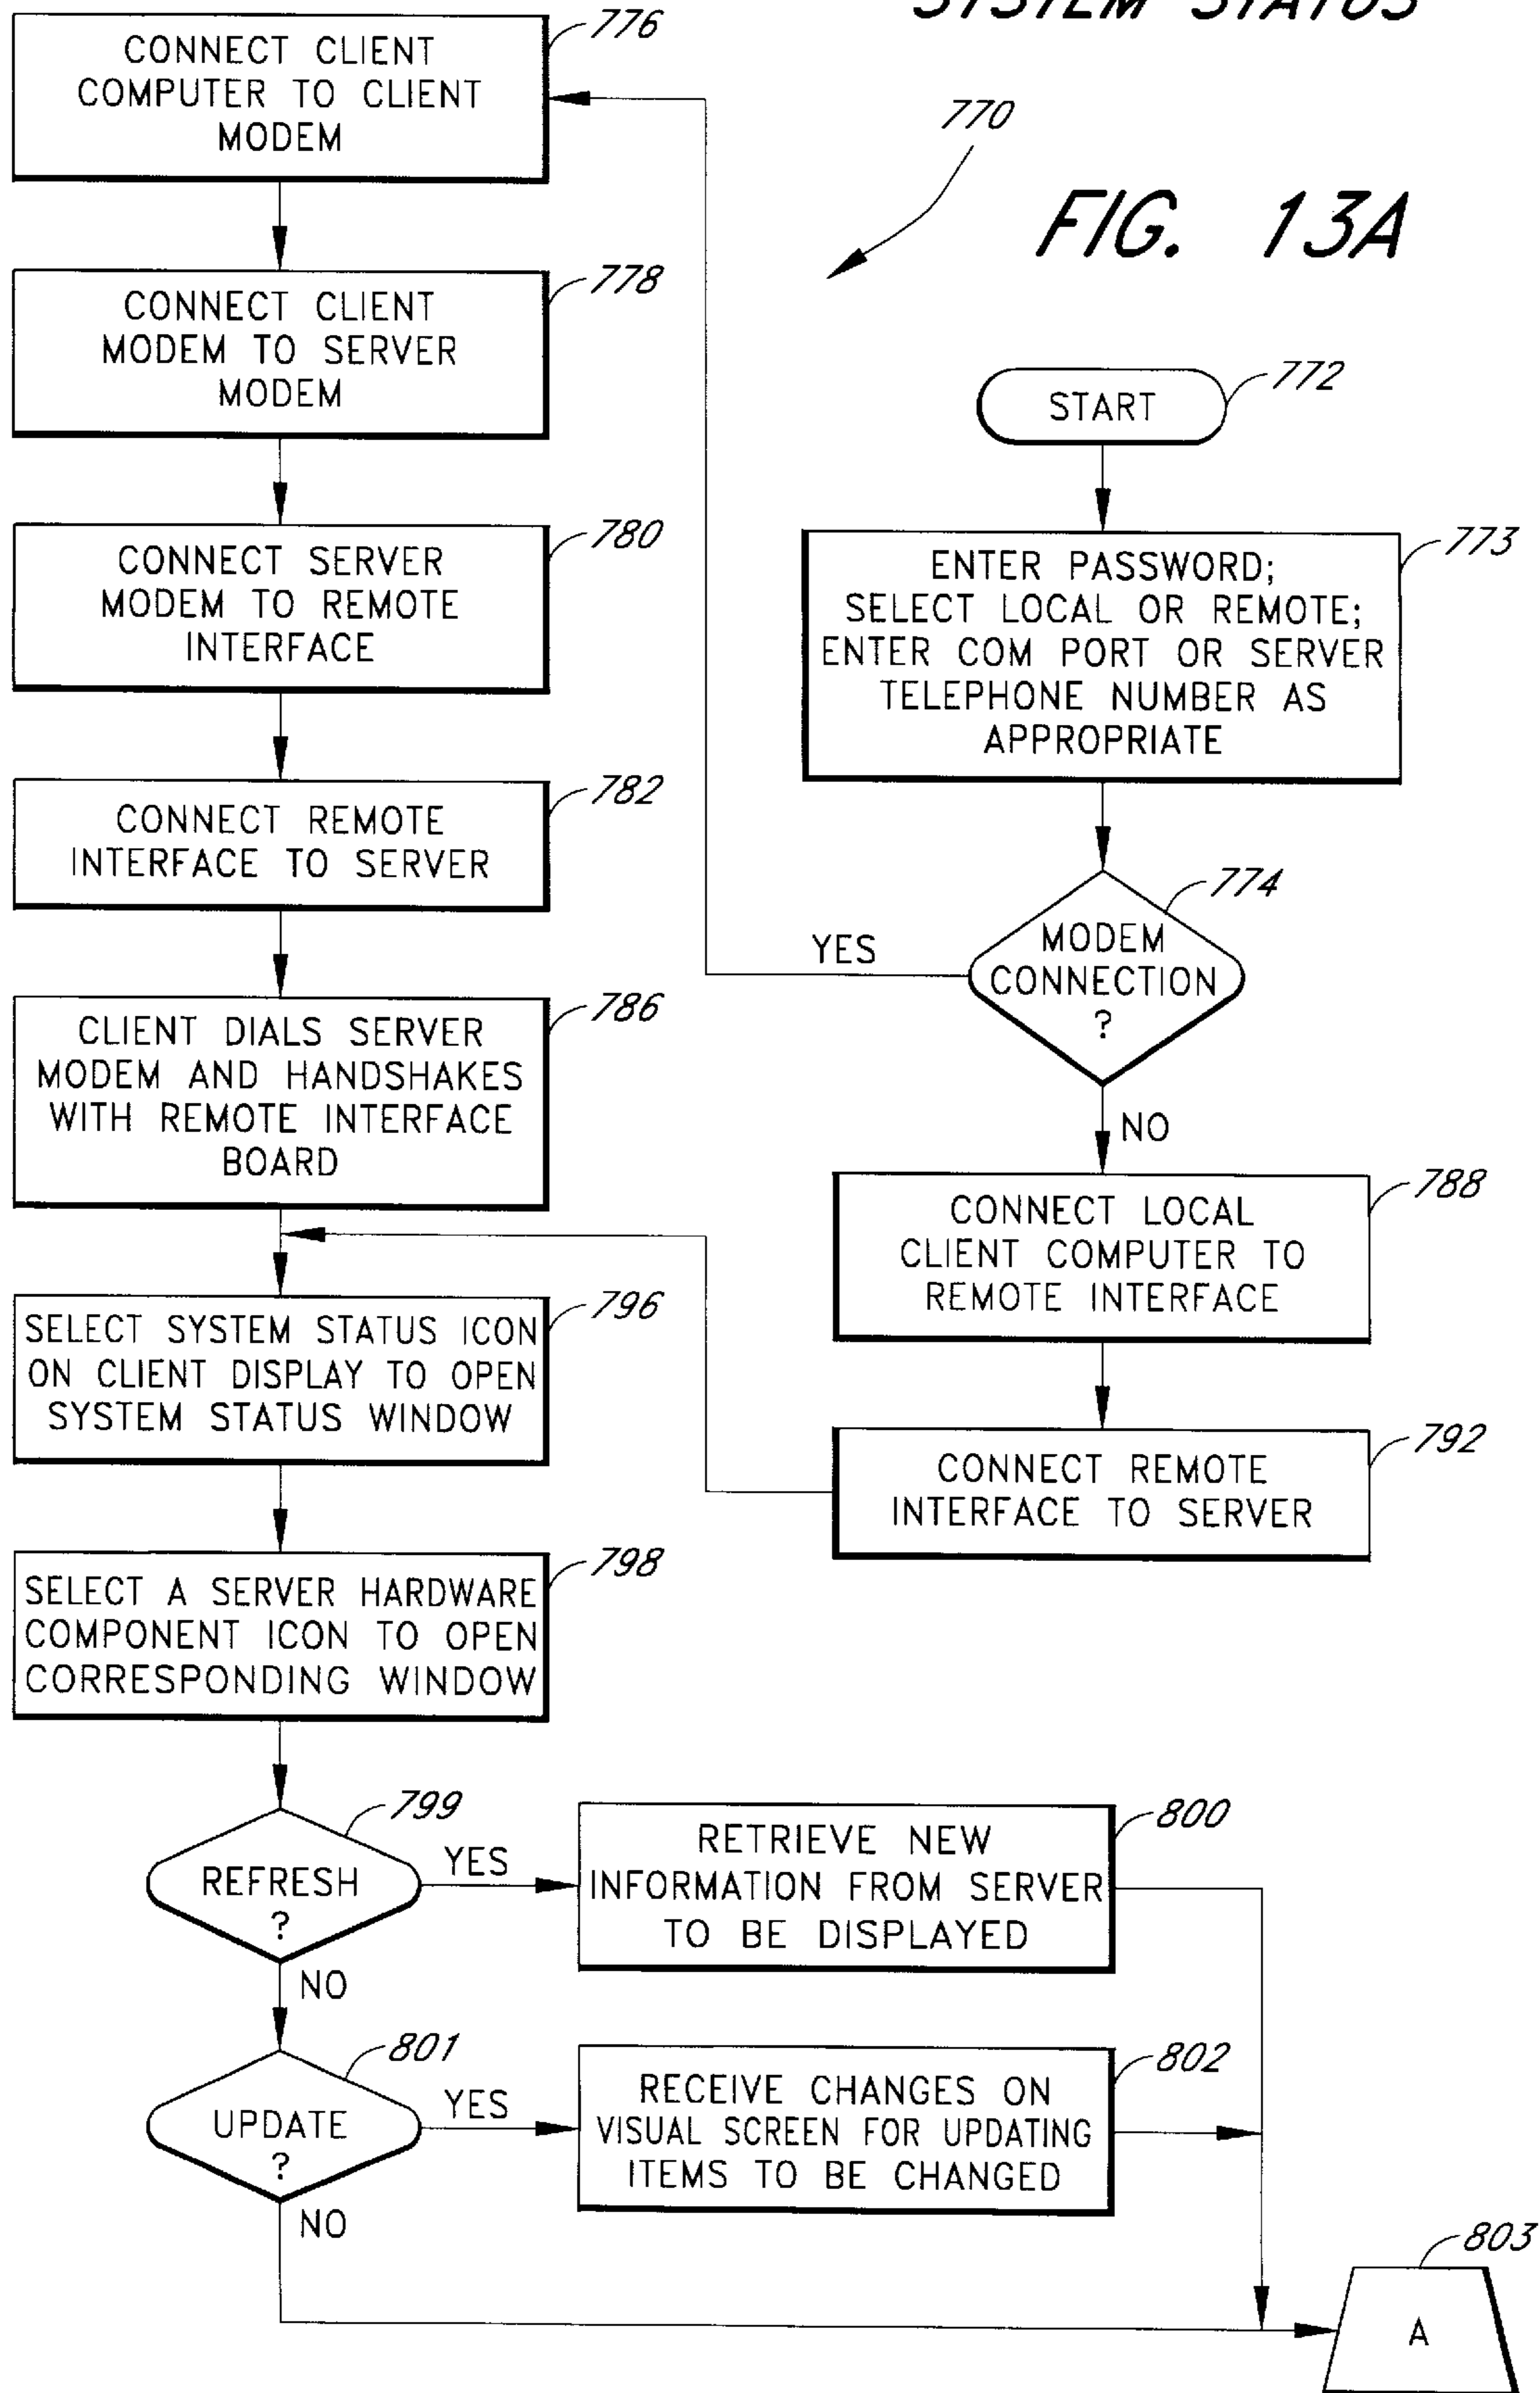 SYSTEM STATUS
770
FIG. 13A
772
START
773
ENTER PASSWORD;
SELECT LOCAL OR REMOTE;
ENTER COM PORT OR SERVER
TELEPHONE NUMBER AS
APPROPRIATE
774
MODEM
CONNECTION
?
YES
NO
776
CONNECT CLIENT
COMPUTER TO CLIENT
MODEM
778
CONNECT CLIENT
MODEM TO SERVER
MODEM
780
CONNECT SERVER
MODEM TO REMOTE
INTERFACE
782
CONNECT REMOTE
INTERFACE TO SERVER
786
CLIENT DIALS SERVER
MODEM AND HANDSHAKES
WITH REMOTE INTERFACE
BOARD
788
CONNECT LOCAL
CLIENT COMPUTER TO
REMOTE INTERFACE
792
CONNECT REMOTE
INTERFACE TO SERVER
796
SELECT SYSTEM STATUS ICON
ON CLIENT DISPLAY TO OPEN
SYSTEM STATUS WINDOW
798
SELECT A SERVER HARDWARE
COMPONENT ICON TO OPEN
CORRESPONDING WINDOW
799
REFRESH
?
YES
NO
800
RETRIEVE NEW
INFORMATION FROM SERVER
TO BE DISPLAYED
801
UPDATE
?
YES
NO
802
RECEIVE CHANGES ON
VISUAL SCREEN FOR UPDATING
ITEMS TO BE CHANGED
803
A